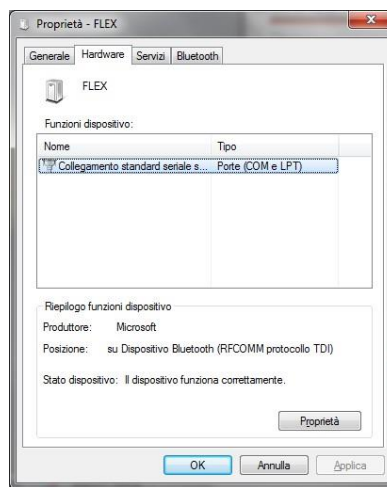 Proprietà - FLEX
Generale Hardware Servizi Bluetooth
FLEX
Funzioni dispositivo:
Nome Tipo
Collegamento standard seriale s... Porte (COM e LPT)
Riepilogo funzioni dispositivo
Produttore: Microsoft
Posizione: su Dispositivo Bluetooth (RFCOMM protocollo TDI)
Stato dispositivo: Il dispositivo funziona correttamente.
Proprietà
OK Annulla Applica